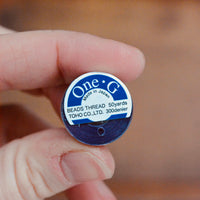 One·G
MADE IN JAPAN
BEADS THREAD 50yards
TOHO CO.,LTD. 300denier